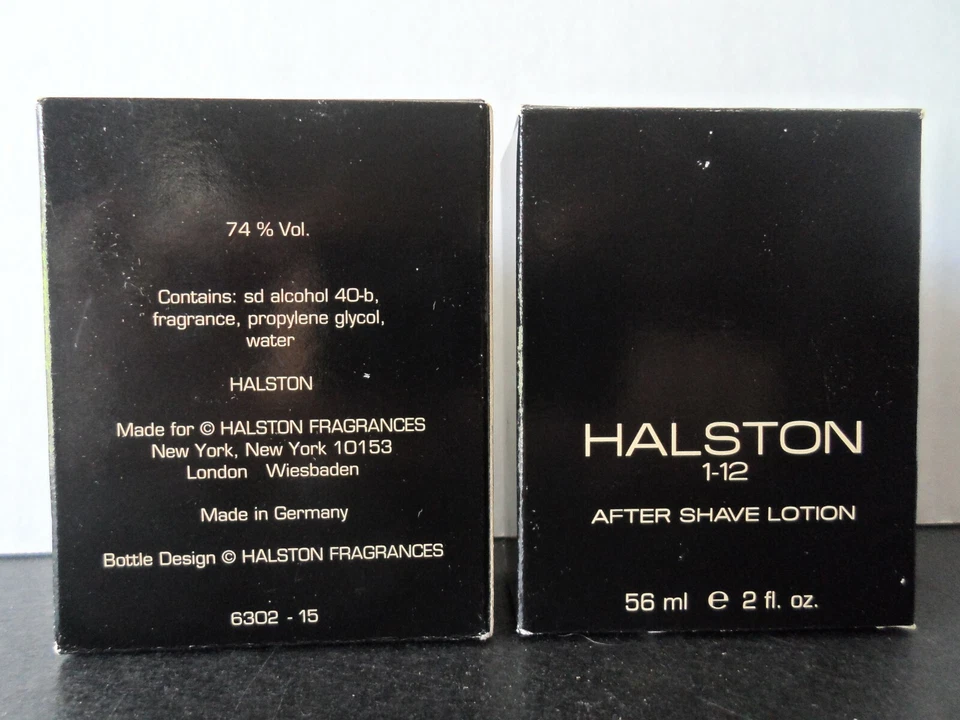 74 % Vol.
Contains: sd alcohol 40-b,
fragrance, propylene glycol,
water
HALSTON
Made for © HALSTON FRAGRANCES
New York, New York 10153
London Wiesbaden
Made in Germany
Bottle Design © HALSTON FRAGRANCES
6302 - 15
HALSTON
1-12
AFTER SHAVE LOTION
56 ml ℮ 2 fl. oz.